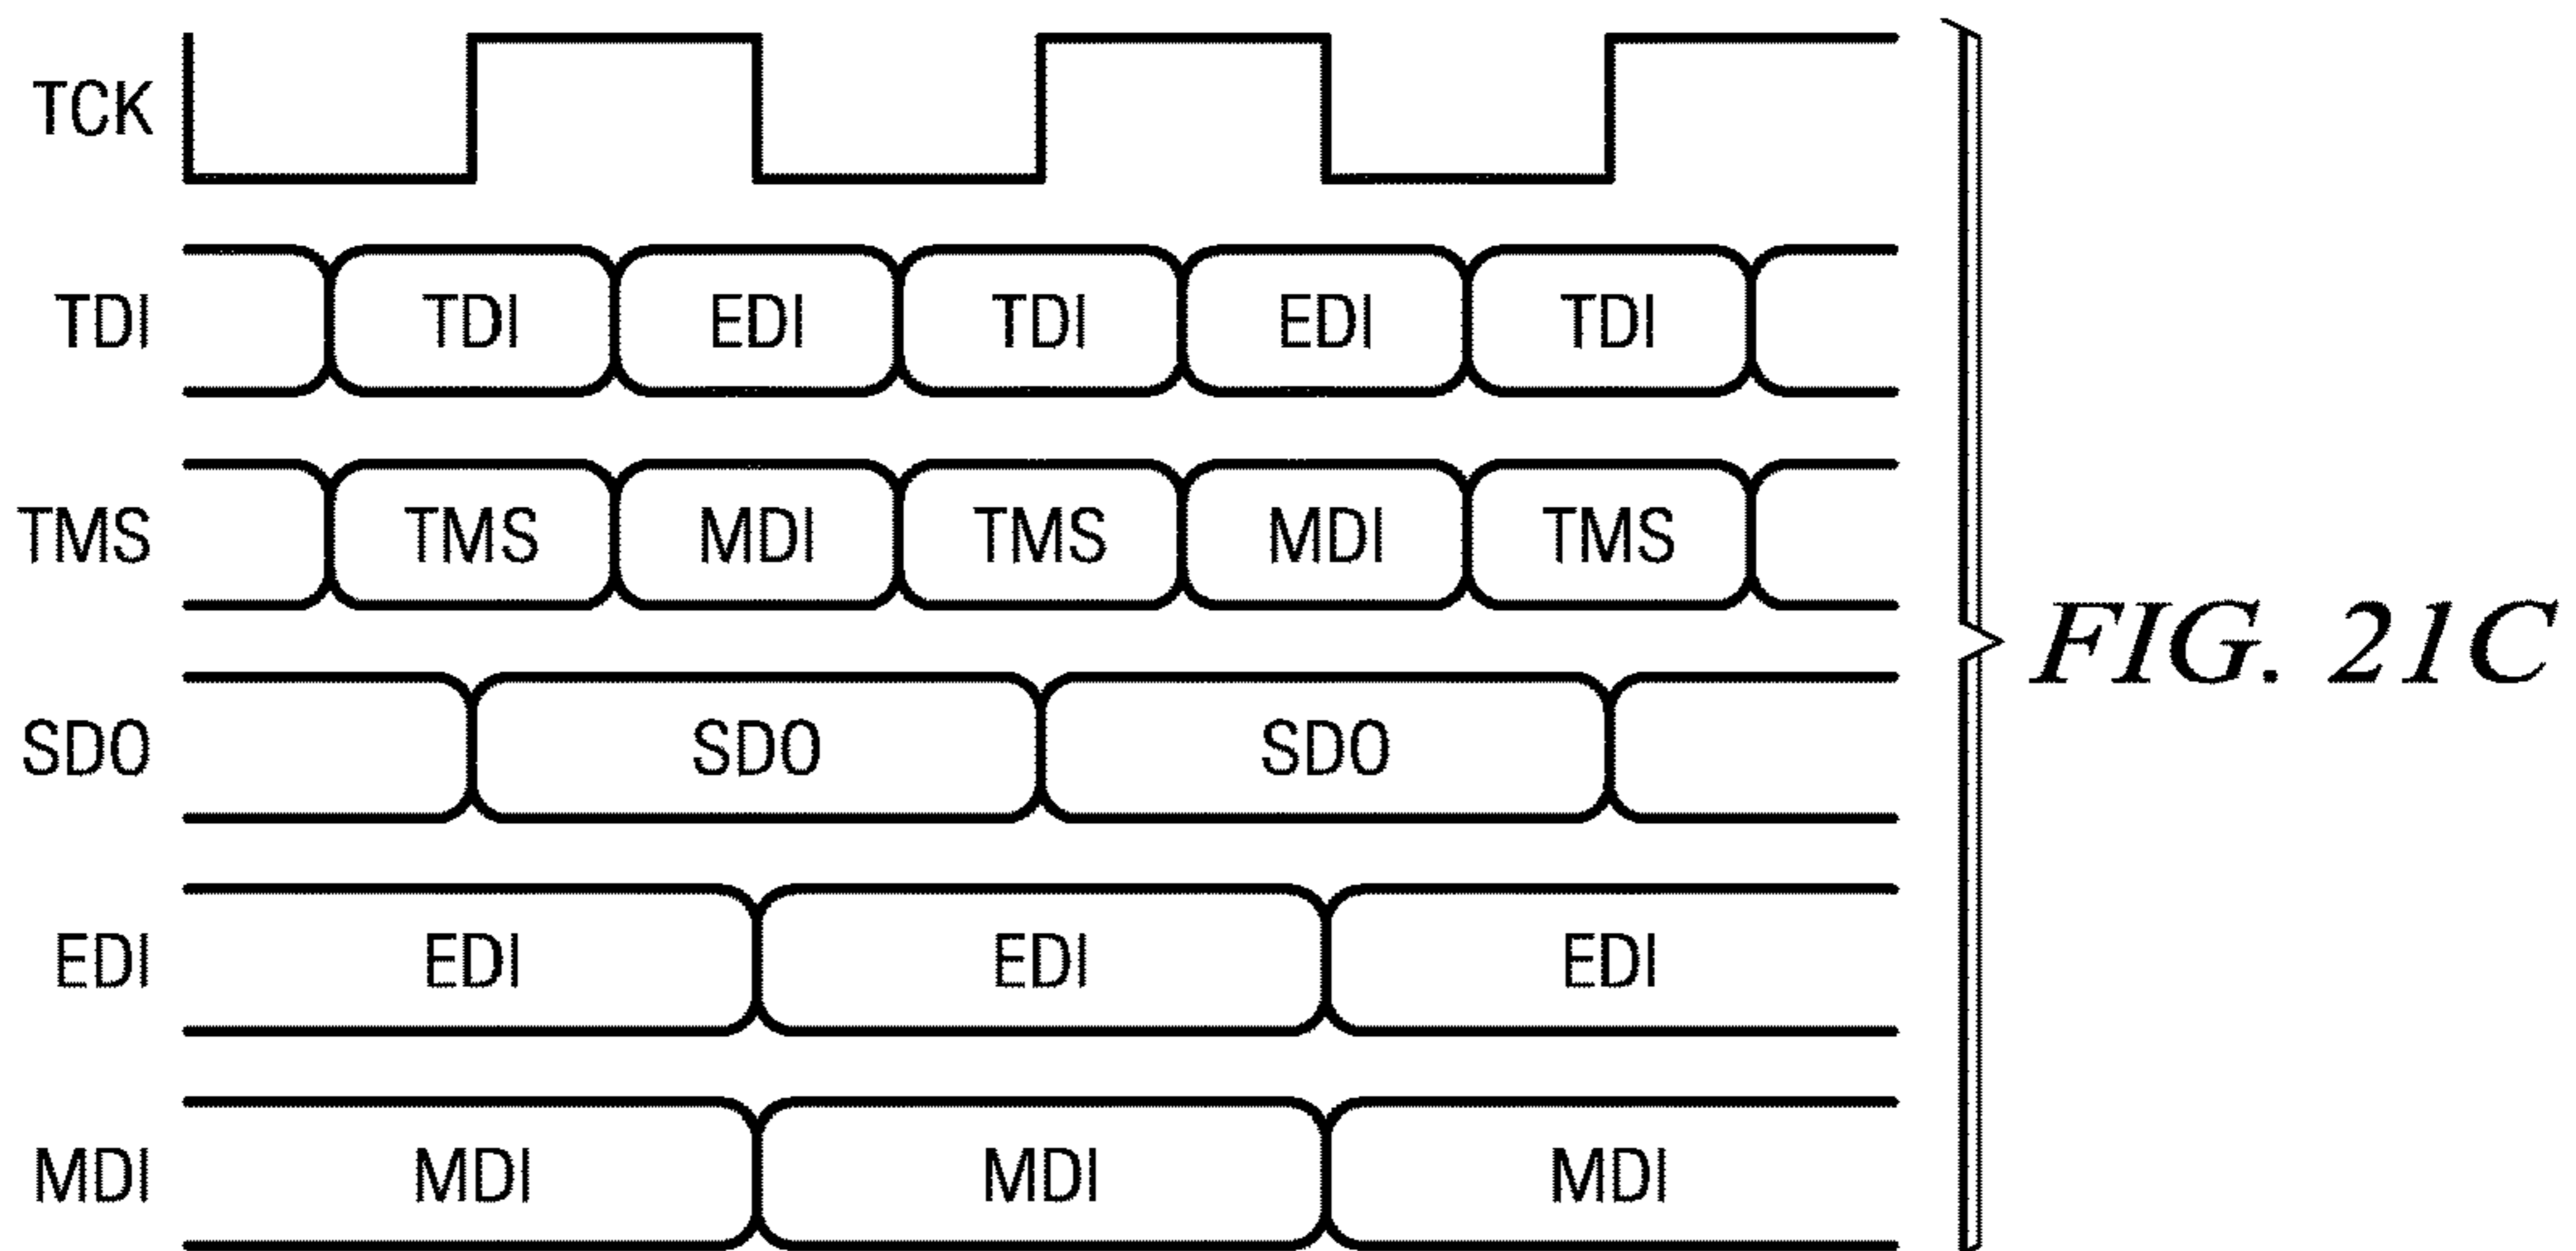 TCK
TDI TDI EDI TDI EDI TDI
TMS TMS MDI TMS MDI TMS
SDO SDO SDO
EDI EDI EDI EDI
MDI MDI MDI MDI
FIG. 21C